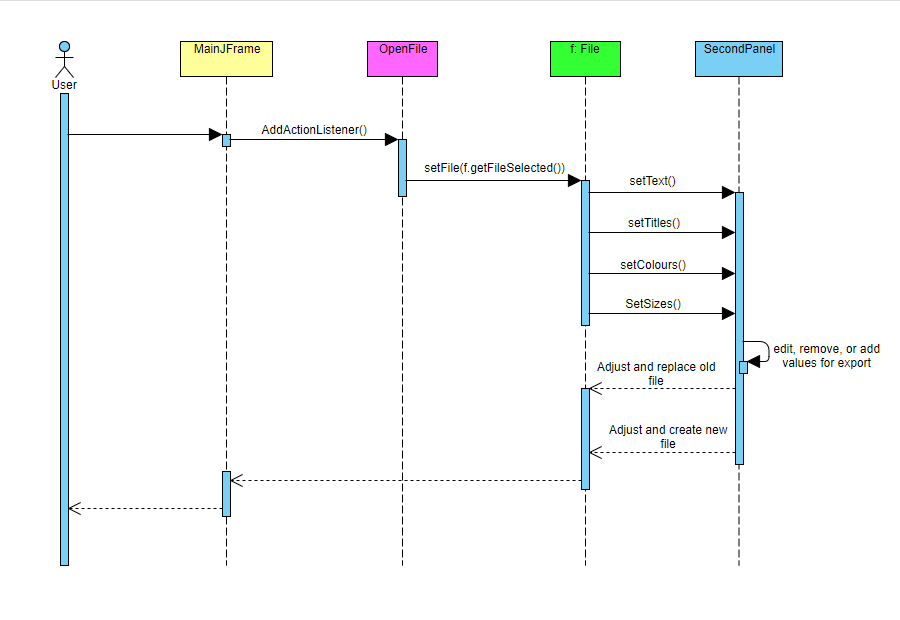 MainJFrame
OpenFile
f: File
SecondPanel
User
AddActionListener()
setFile(f.getFileSelected())
setText()
setTitles()
setColours()
SetSizes()
edit, remove, or add
values for export
Adjust and replace old
file
Adjust and create new
file